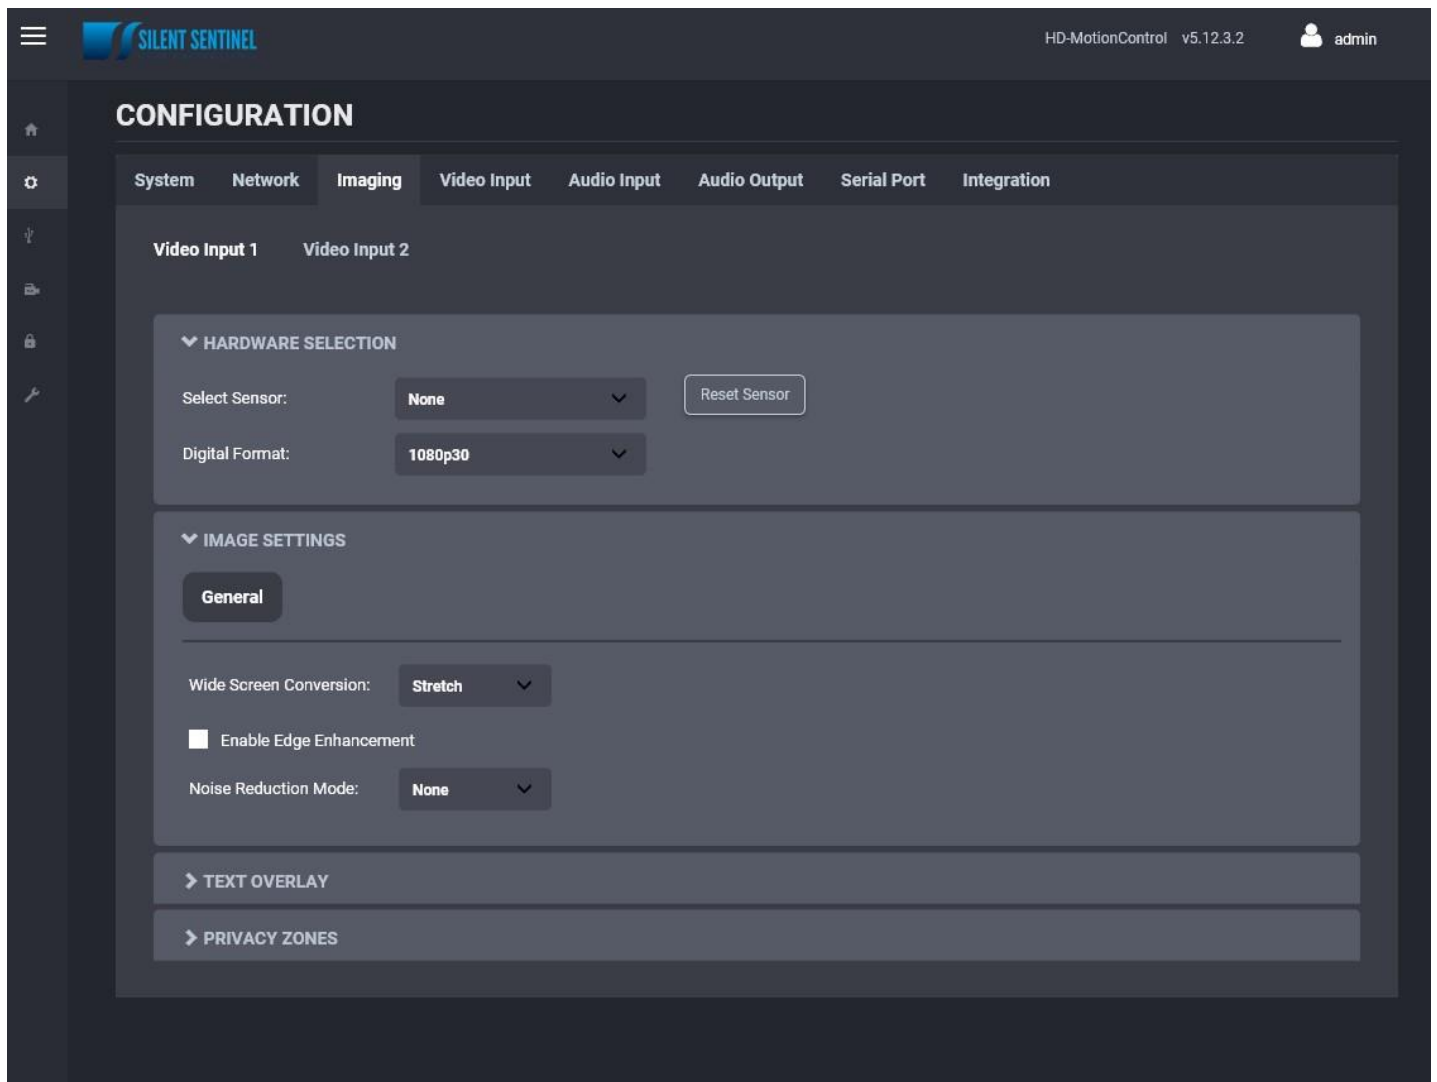 SILENT SENTINEL HD-MotionControl v5.12.3.2 admin
CONFIGURATION
System Network Imaging Video Input Audio Input Audio Output Serial Port Integration
Video Input 1 Video Input 2
HARDWARE SELECTION
Select Sensor: None Reset Sensor
Digital Format: 1080p30
IMAGE SETTINGS
General
Wide Screen Conversion: Stretch
Enable Edge Enhancement
Noise Reduction Mode: None
TEXT OVERLAY
PRIVACY ZONES